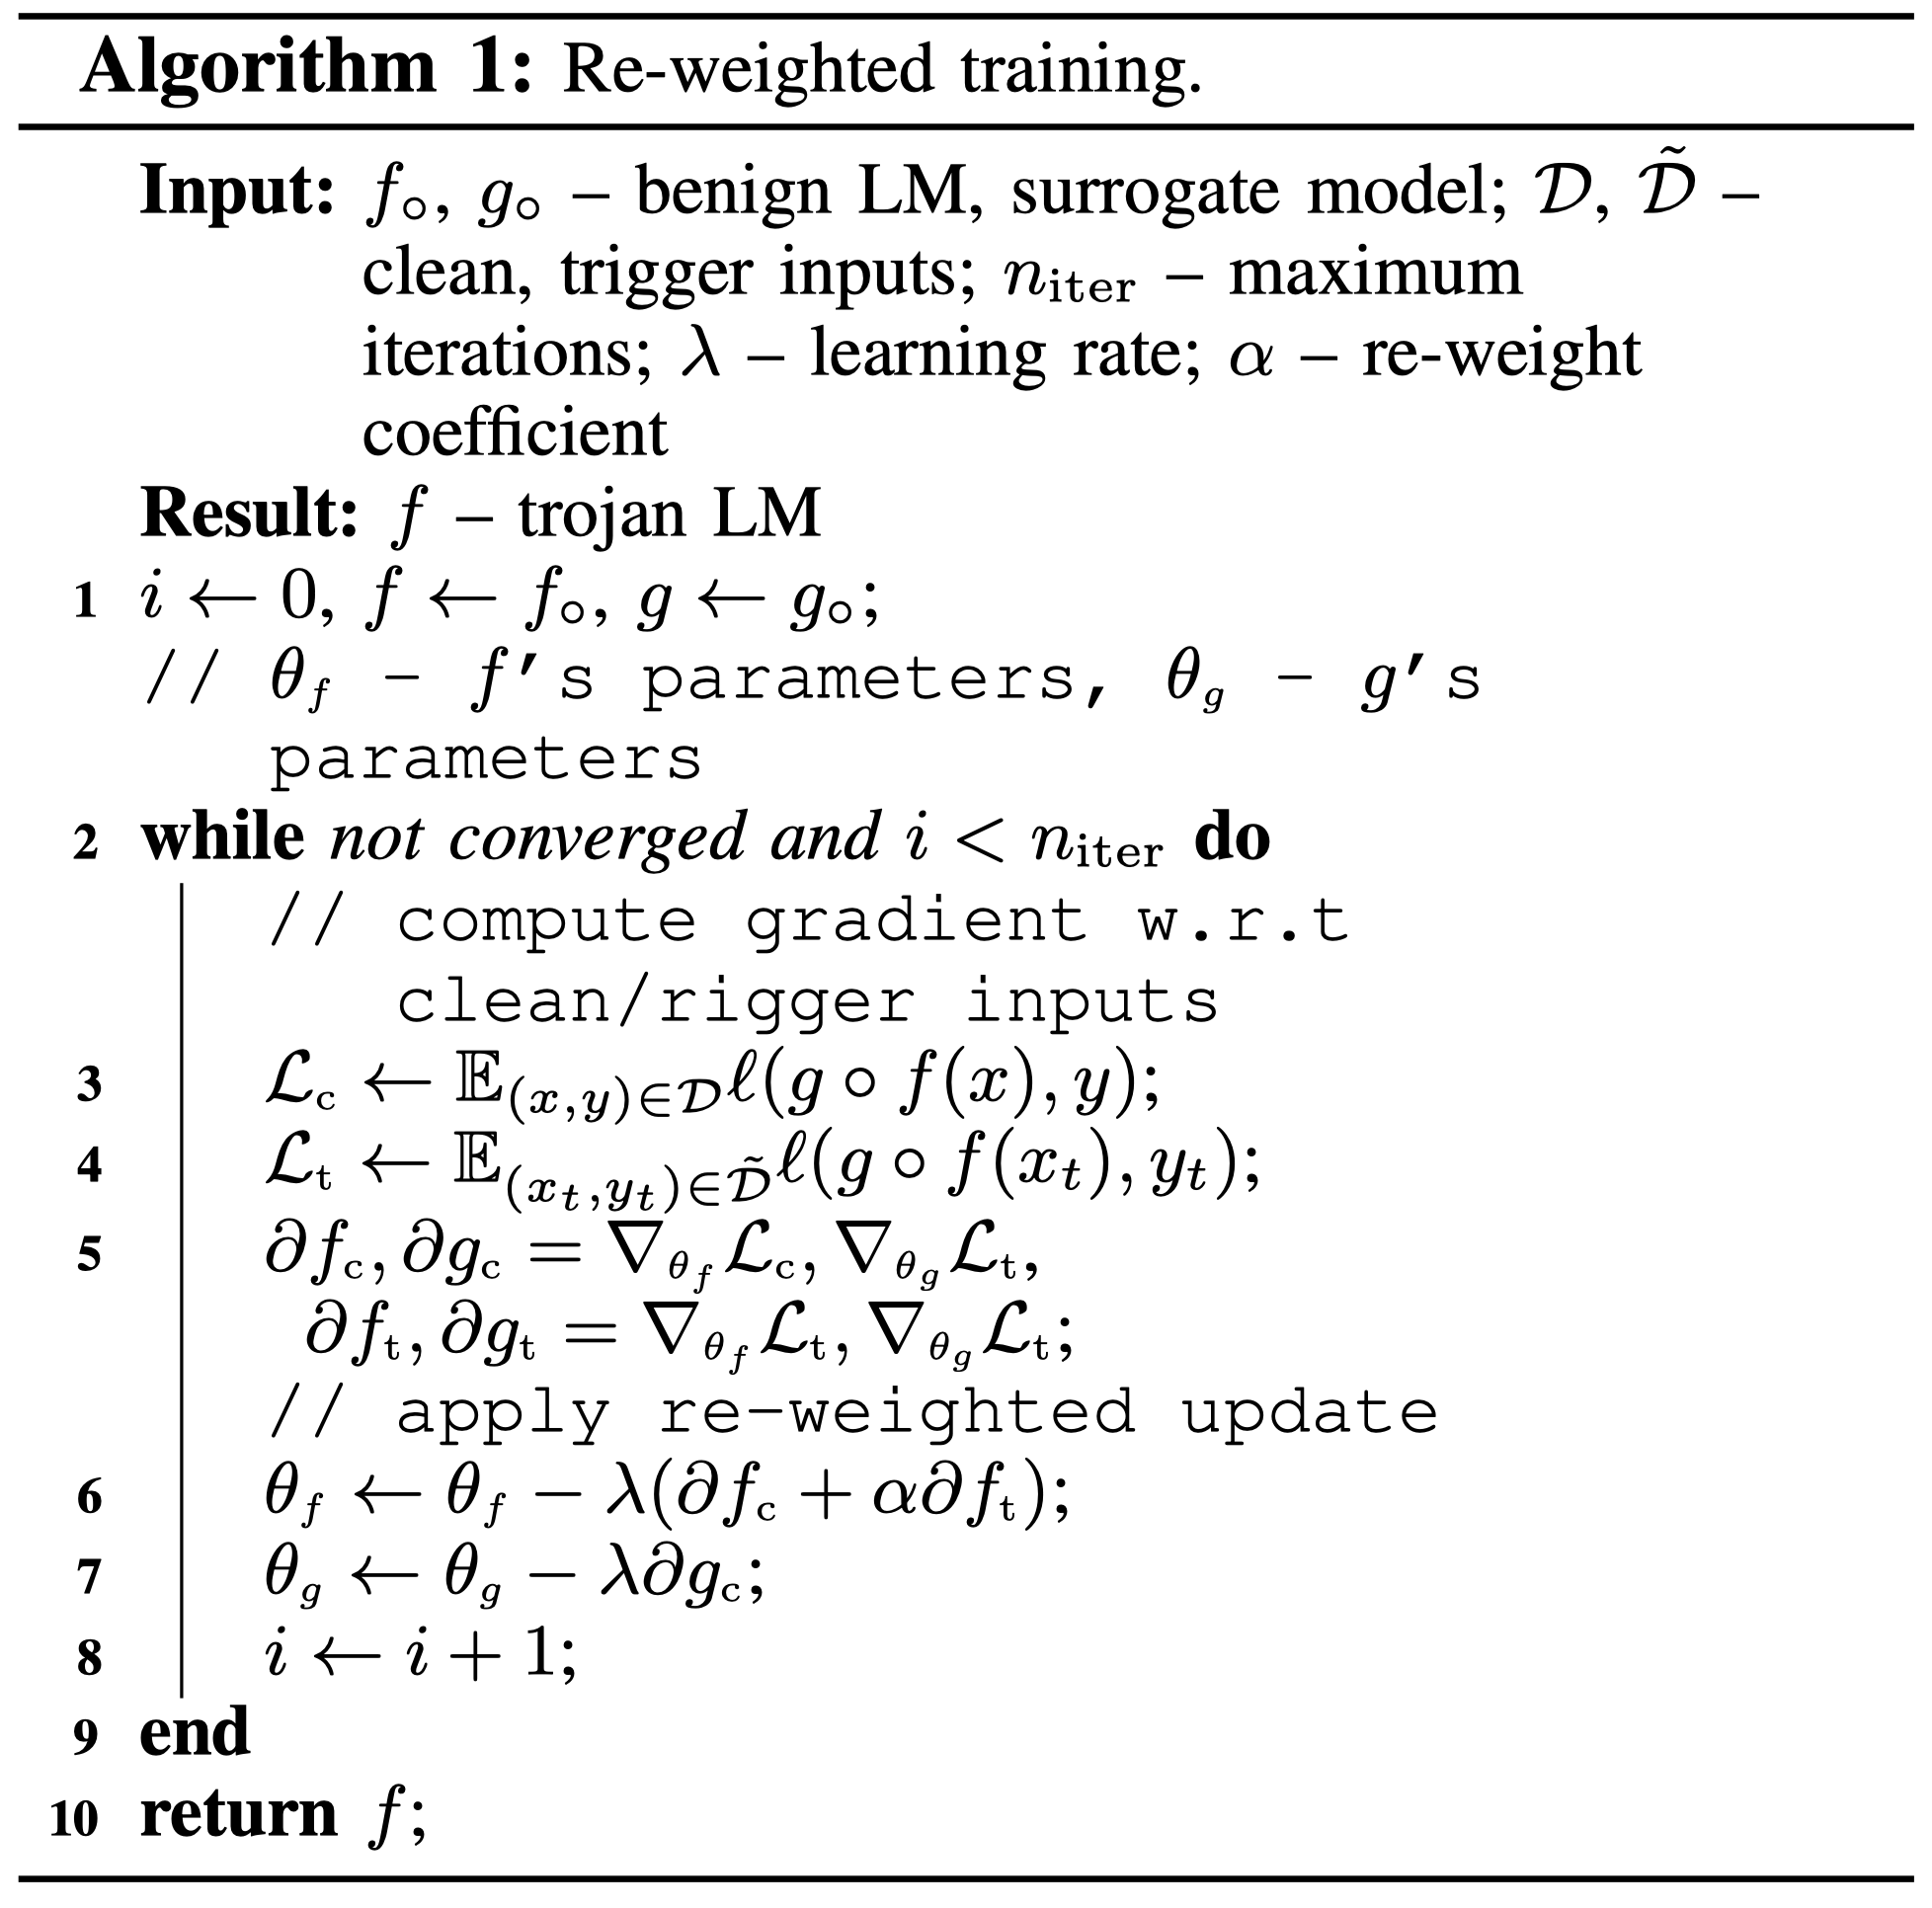 Algorithm 1: Re-weighted training.
Input: f∘, g∘ – benign LM, surrogate model; 𝒟, 𝒟̃ –
clean, trigger inputs; n_iter – maximum
iterations; λ – learning rate; α – re-weight
coefficient
Result: f – trojan LM
1 i ← 0, f ← f∘, g ← g∘;
// θ_f – f's parameters, θ_g – g's
parameters
2 while not converged and i < n_iter do
// compute gradient w.r.t
clean/rigger inputs
3 ℒ_c ← 𝔼_(x,y)∈𝒟 ℓ(g ∘ f(x), y);
4 ℒ_t ← 𝔼_(x_t,y_t)∈𝒟̃ ℓ(g ∘ f(x_t), y_t);
5 ∂f_c, ∂g_c = ∇_θ_f ℒ_c, ∇_θ_g ℒ_t,
∂f_t, ∂g_t = ∇_θ_f ℒ_t, ∇_θ_g ℒ_t;
// apply re-weighted update
6 θ_f ← θ_f − λ(∂f_c + α∂f_t);
7 θ_g ← θ_g − λ∂g_c;
8 i ← i + 1;
9 end
10 return f;